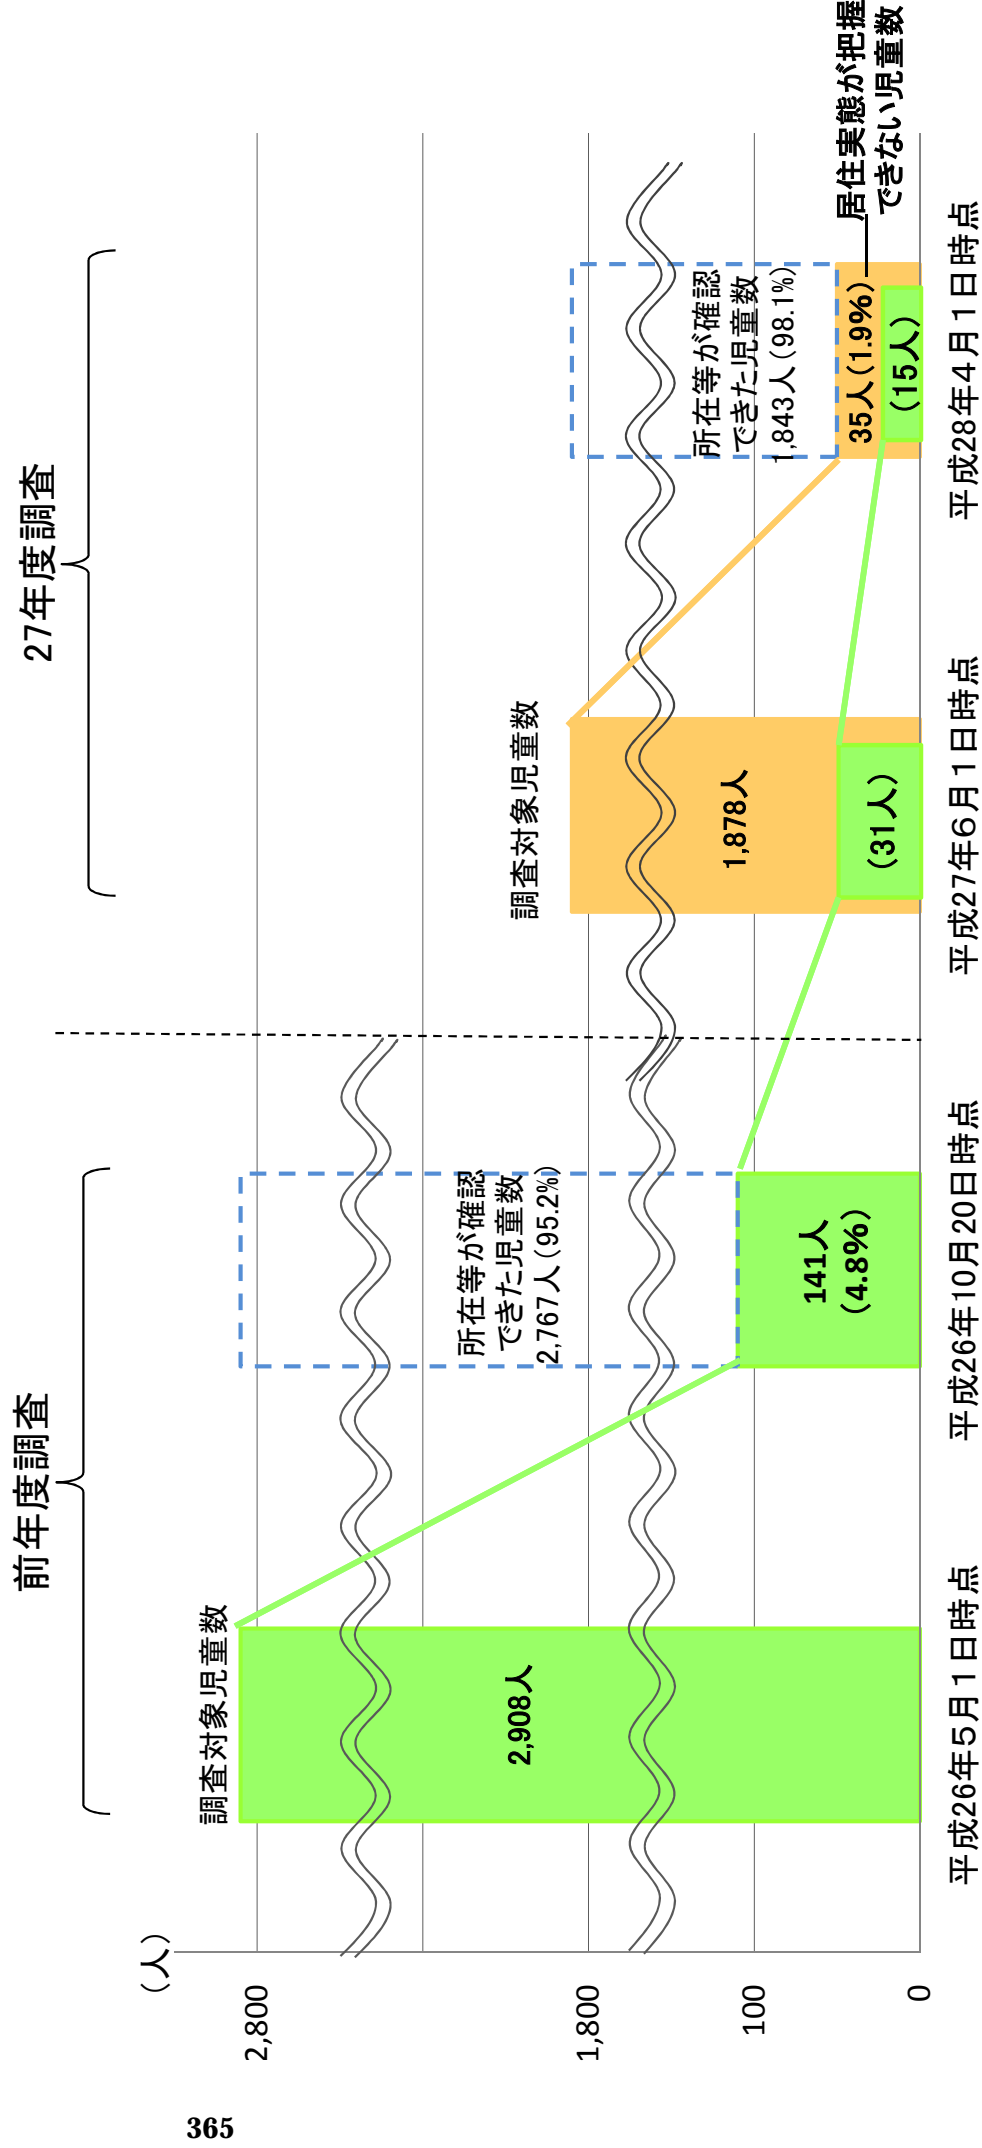 前年度調査
27年度調査
（人）
2,800
1,800
100
0
調査対象児童数
2,908人
所在等が確認
できた児童数
2,767人（95.2%）
141人
（4.8%）
調査対象児童数
1,878人
（31人）
所在等が確認
できた児童数
1,843人（98.1%）
35人（1.9%）
（15人）
居住実態が把握
できない児童数
平成26年5月1日時点
平成26年10月20日時点
平成27年6月1日時点
平成28年4月1日時点
365